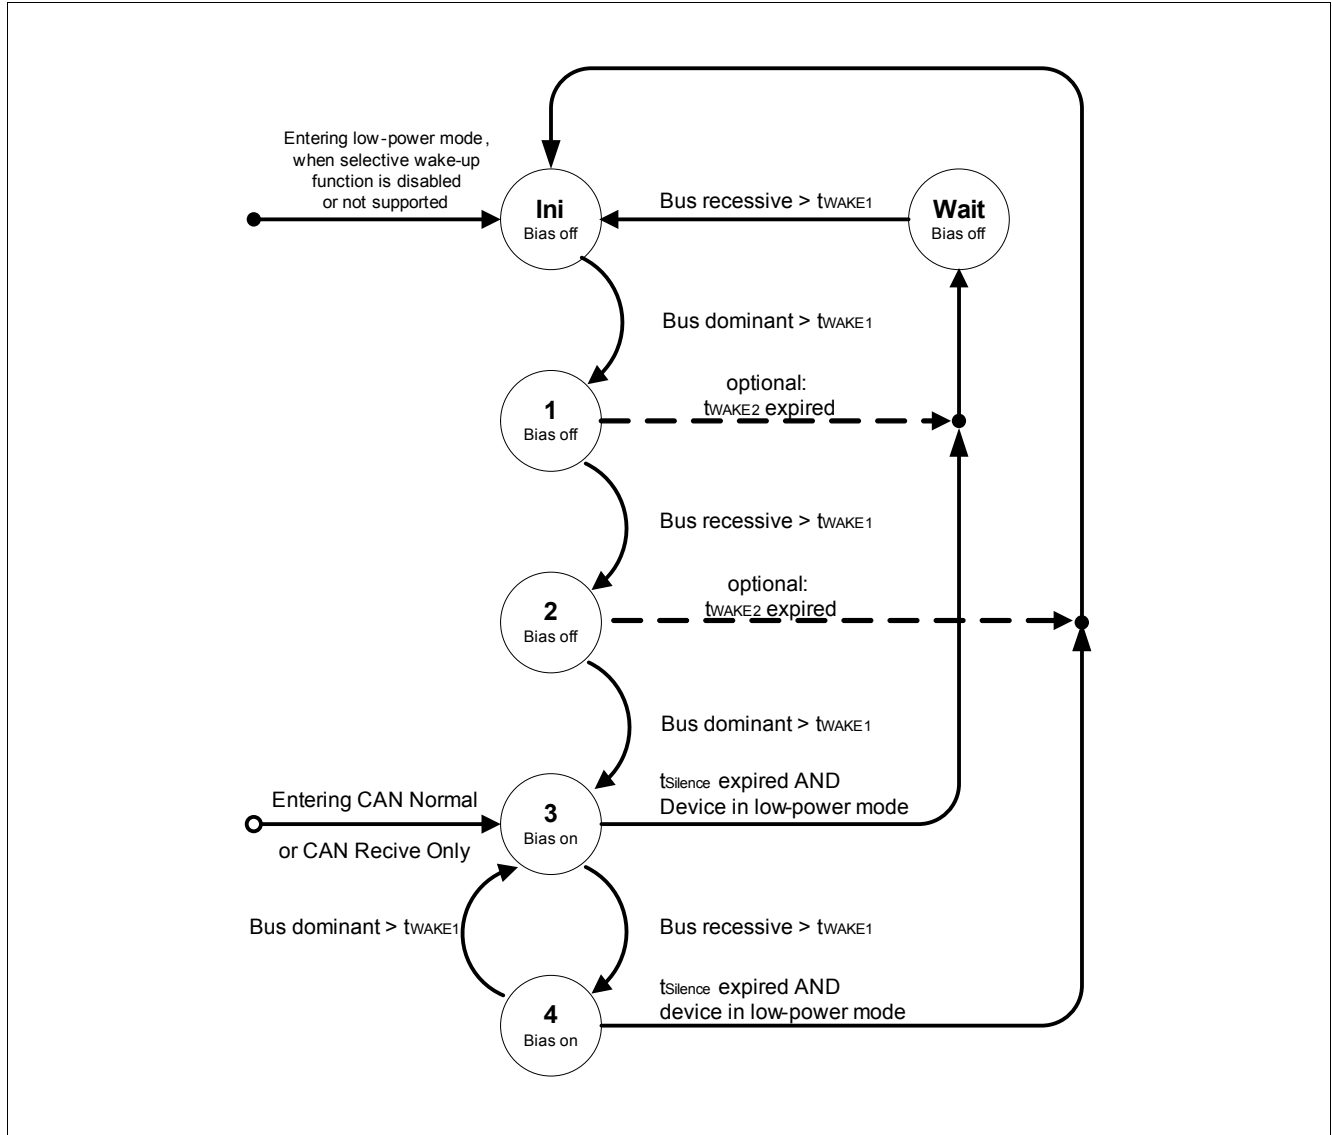 Entering low-power mode,
when selective wake-up
function is disabled
or not supported
Ini
Bias off
Bus recessive > tWAKE1
Wait
Bias off
Bus dominant > tWAKE1
optional:
tWAKE2 expired
1
Bias off
Bus recessive > tWAKE1
optional:
tWAKE2 expired
2
Bias off
Bus dominant > tWAKE1
tSilence expired AND
Device in low-power mode
Entering CAN Normal
or CAN Recive Only
3
Bias on
Bus dominant > tWAKE1
Bus recessive > tWAKE1
tSilence expired AND
device in low-power mode
4
Bias on